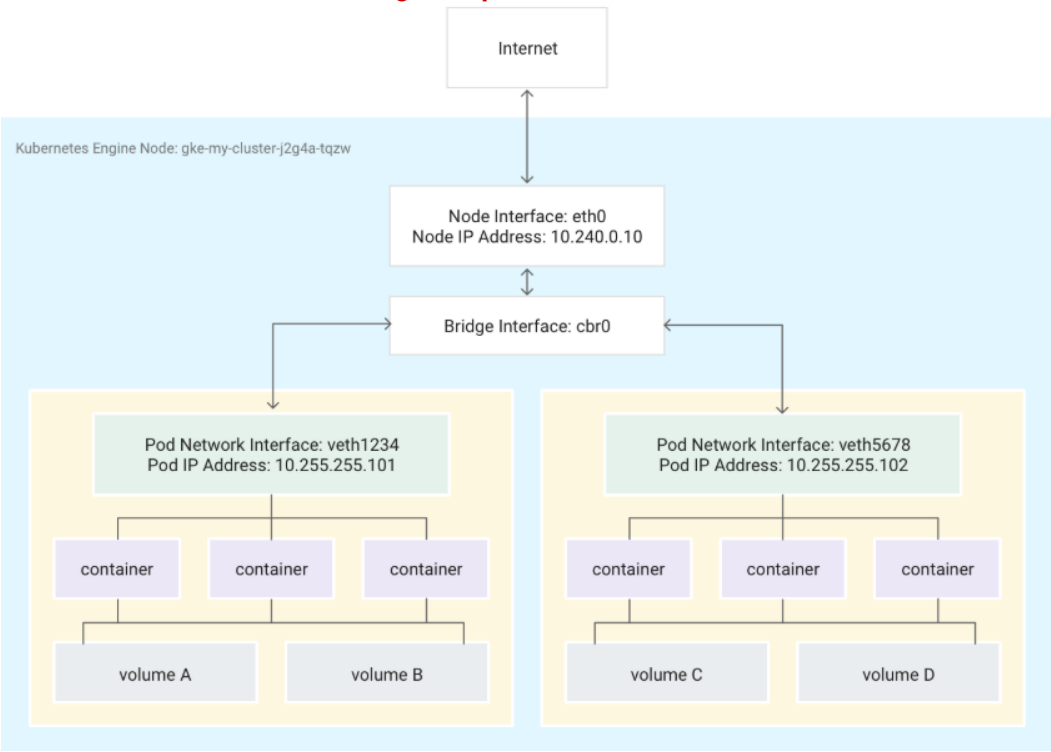 Internet
Kubernetes Engine Node: gke-my-cluster-j2g4a-tqzw
Node Interface: eth0
Node IP Address: 10.240.0.10
Bridge Interface: cbr0
Pod Network Interface: veth1234
Pod IP Address: 10.255.255.101
Pod Network Interface: veth5678
Pod IP Address: 10.255.255.102
container
container
container
container
container
container
volume A
volume B
volume C
volume D